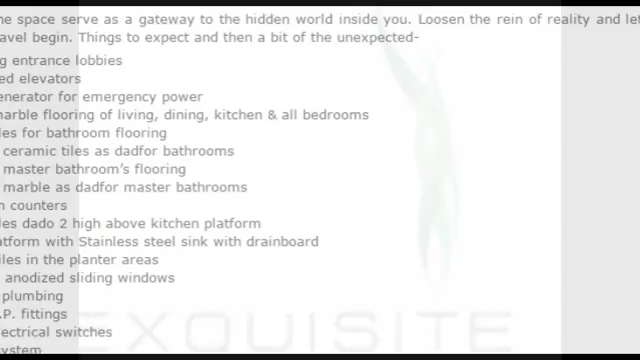 ne space serve as a gateway to the hidden world inside you. Loosen the rein of reality and let
avel begin. Things to expect and then a bit of the unexpected-
g entrance lobbies
ed elevators
enerator for emergency power
marble flooring of living, dining, kitchen & all bedrooms
les for bathroom flooring
ceramic tiles as dadfor bathrooms
master bathroom's flooring
marble as dadfor master bathrooms
n counters
les dado 2 high above kitchen platform
atform with Stainless steel sink with drainboard
iles in the planter areas
anodized sliding windows
plumbing
.P. fittings
lectrical switches
ystem
EXQUISITE